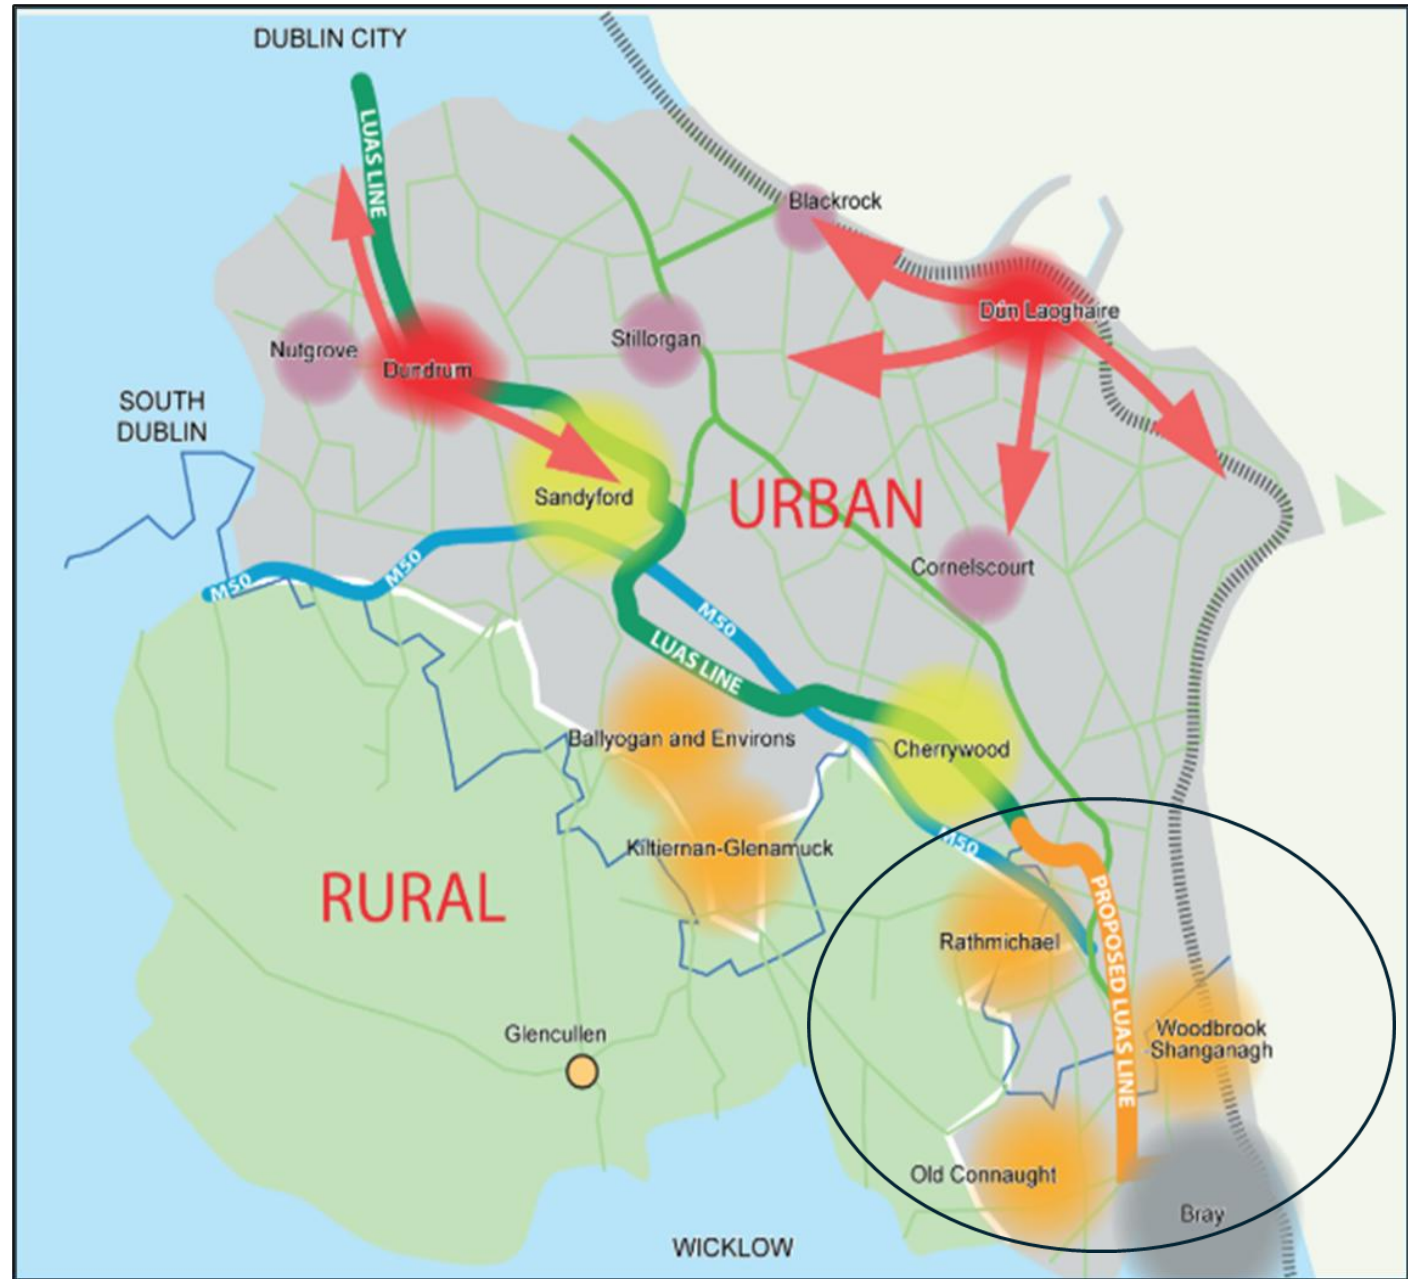 DUBLIN CITY
LUAS LINE
Blackrock
Dún Laoghaire
Stillorgan
Nutgrove
Dundrum
SOUTH
DUBLIN
Sandyford
URBAN
Cornelscourt
M50
M50
M50
LUAS LINE
Ballyogan and Environs
Cherrywood
Kiltiernan-Glenamuck
M50
RURAL
PROPOSED LUAS LINE
Rathmichael
Glencullen
Woodbrook
Shanganagh
Old Connaught
Bray
WICKLOW